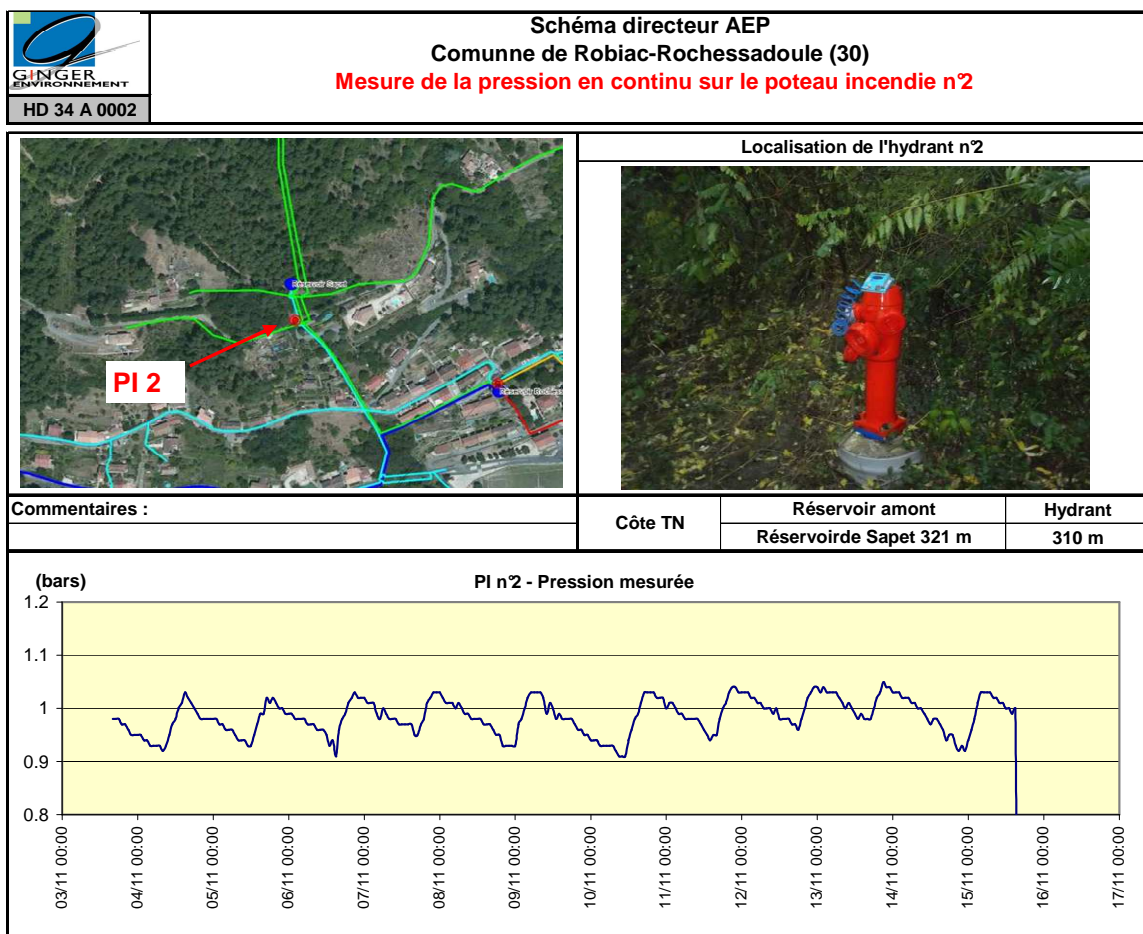 Schéma directeur AEP
Comunne de Robiac-Rochessadoule (30)
Mesure de la pression en continu sur le poteau incendie n°2
GINGER
ENVIRONNEMENT
HD 34 A 0002
Localisation de l'hydrant n°2
Réservoir Sapet
PI 2
Réservoir
Commentaires :
Côte TN
Réservoir amont
Hydrant
Réservoirde Sapet 321 m
310 m
(bars)
PI n°2 - Pression mesurée
1.2
1.1
1
0.9
0.8
03/11 00:00
04/11 00:00
05/11 00:00
06/11 00:00
07/11 00:00
08/11 00:00
09/11 00:00
10/11 00:00
11/11 00:00
12/11 00:00
13/11 00:00
14/11 00:00
15/11 00:00
16/11 00:00
17/11 00:00